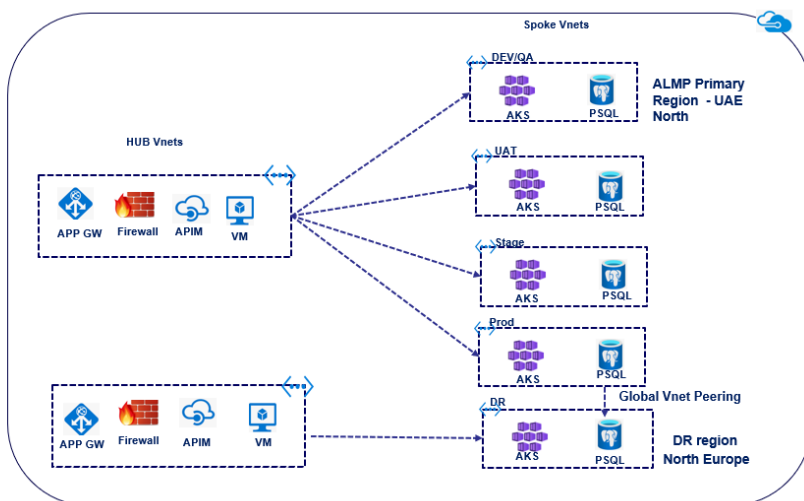 Spoke Vnets
DEV/QA
AKS
PSQL
ALMP Primary
Region - UAE
North
HUB Vnets
UAT
AKS
PSQL
APP GW
Firewall
APIM
VM
Stage
AKS
PSQL
Prod
AKS
PSQL
Global Vnet Peering
DR
AKS
PSQL
APP GW
Firewall
APIM
VM
DR region
North Europe